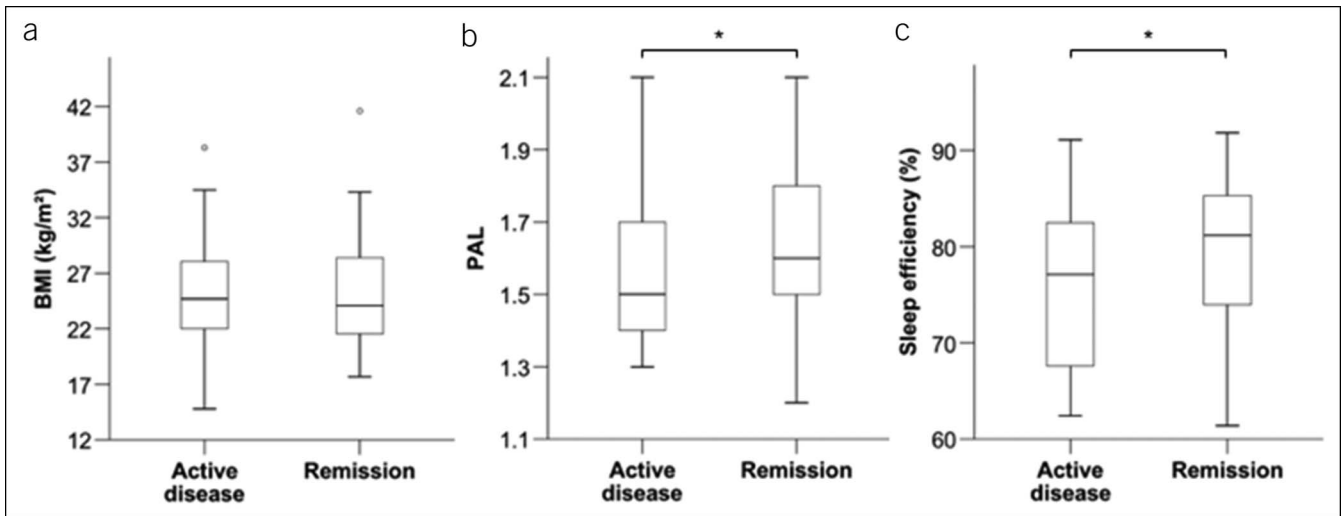 a
BMI (kg/m²)
42
37
32
27
22
17
12
Active
disease
Remission
b
*
PAL
2.1
1.9
1.7
1.5
1.3
1.1
Active
disease
Remission
c
*
Sleep efficiency (%)
90
80
70
60
Active
disease
Remission